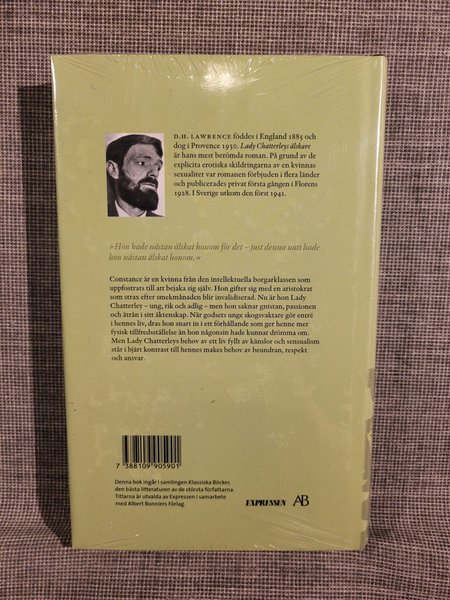 D.H. LAWRENCE föddes i England 1885 och
dog i Provence 1930. Lady Chatterleys älskare
är hans mest berömda roman. På grund av de
explicita erotiska skildringarna av en kvinnas
sexualitet var romanen förbjuden i flera länder
och publicerades privat första gången i Florens
1928. I Sverige utkom den först 1941.
»Hon hade nästan älskat honom för det – just denna natt hade
hon nästan älskat honom.«
Constance är en kvinna från den intellektuella borgarklassen som
uppfostrats till att bejaka sig själv. Hon gifter sig med en aristokrat
som strax efter smekmånaden blir invalidiserad. Nu är hon Lady
Chatterley – ung, rik och adlig – men hon saknar gnistan, passionen
och åtrån i sitt äktenskap. När godsets unge skogsvaktare gör entré
i hennes liv, dras hon snart in i ett förhållande som ger henne mer
fysisk tillfredsställelse än hon någonsin hade kunnat drömma om.
Men Lady Chatterleys behov av ett liv fyllt av känslor och sensualism
står i bjärt kontrast till hennes makes behov av beundran, respekt
och ansvar.
7 388109 905901
Denna bok ingår i samlingen Klassiska Böcker,
den bästa litteraturen av de största författarna.
Titlarna är utvalda av Expressen i samarbete
med Albert Bonniers Förlag.
EXPRESSEN AB